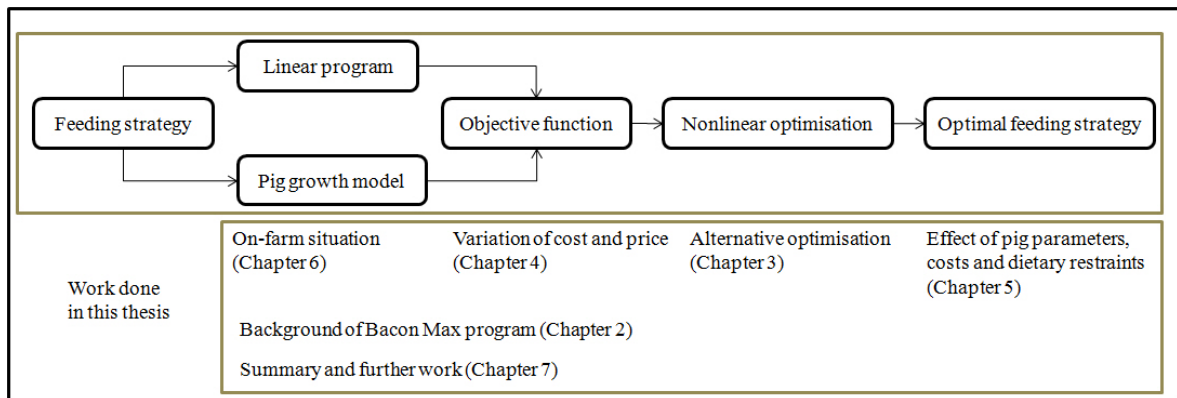 Linear program
Feeding strategy
Objective function
Nonlinear optimisation
Optimal feeding strategy
Pig growth model
On-farm situation
(Chapter 6)
Variation of cost and price
(Chapter 4)
Alternative optimisation
(Chapter 3)
Effect of pig parameters,
costs and dietary restraints
(Chapter 5)
Work done
in this thesis
Background of Bacon Max program (Chapter 2)
Summary and further work (Chapter 7)